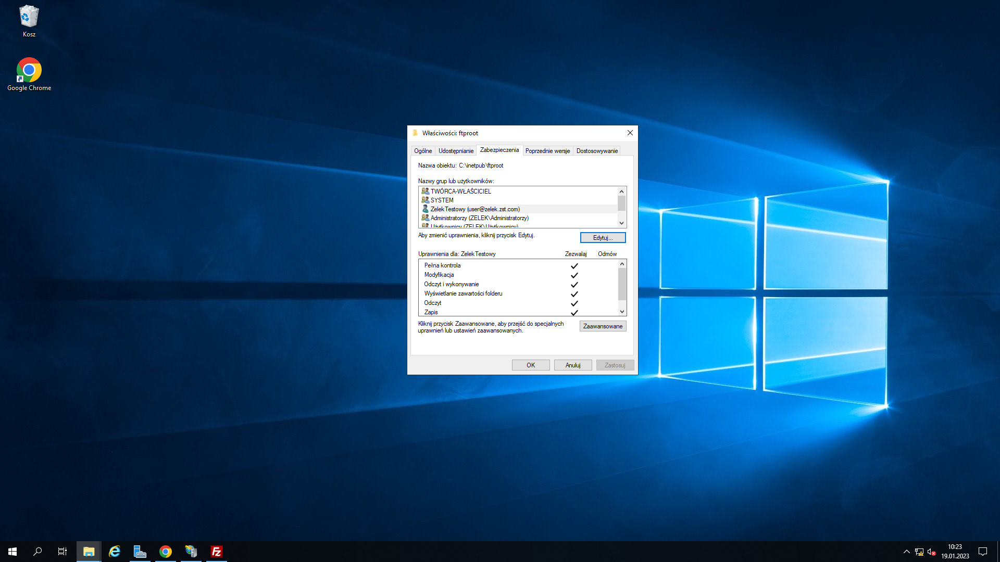 Kosz
Google Chrome
Właściwości: ftproot
Ogólne Udostępnianie Zabezpieczenia Poprzednie wersje Dostosowywanie
Nazwa obiektu: C:\inetpub\ftproot
Nazwy grup lub użytkowników:
TWÓRCA-WŁAŚCICIEL
SYSTEM
Zelek Testowy (user@zelek.zst.com)
Administratorzy (ZELEK\Administratorzy)
Użytkownicy (ZELEK\Użytkownicy)
Aby zmienić uprawnienia, kliknij przycisk Edytuj.
Edytuj...
Uprawnienia dla: Zelek Testowy Zezwalaj Odmów
Pełna kontrola
Modyfikacja
Odczyt i wykonywanie
Wyświetlanie zawartości folderu
Odczyt
Zapis
Kliknij przycisk Zaawansowane, aby przejść do specjalnych
uprawnień lub ustawień zaawansowanych.
Zaawansowane
OK Anuluj Zastosuj
10:23
19.01.2023